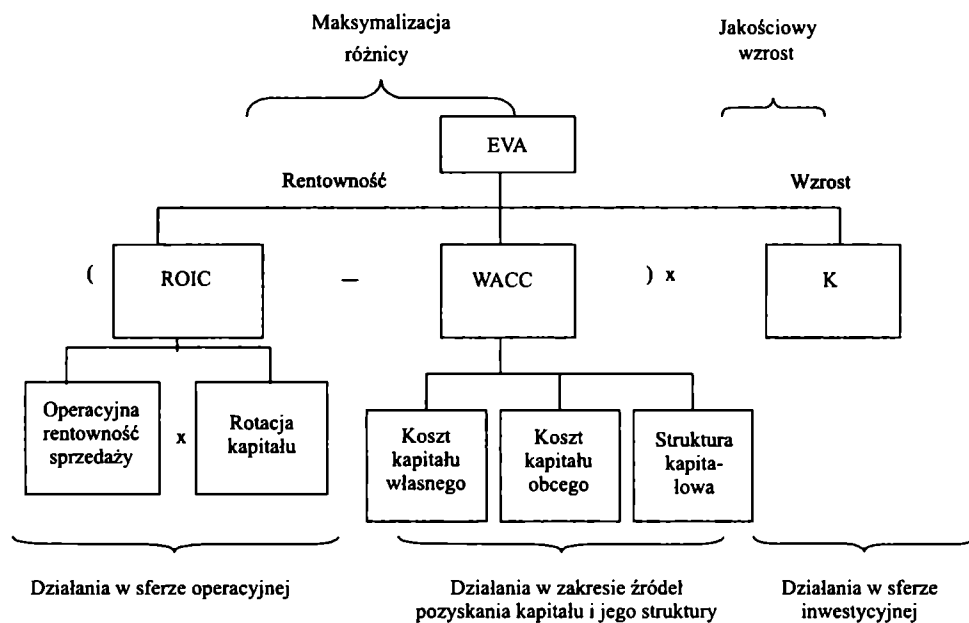 Maksymalizacja
różnicy
Jakościowy
wzrost
EVA
Rentowność
Wzrost
( ROIC – WACC ) x K
Operacyjna
rentowność
sprzedaży
x
Rotacja
kapitału
Koszt
kapitału
własnego
Koszt
kapitału
obcego
Struktura
kapita-
łowa
Działania w sferze operacyjnej
Działania w zakresie źródeł
pozyskania kapitału i jego struktury
Działania w sferze
inwestycyjnej